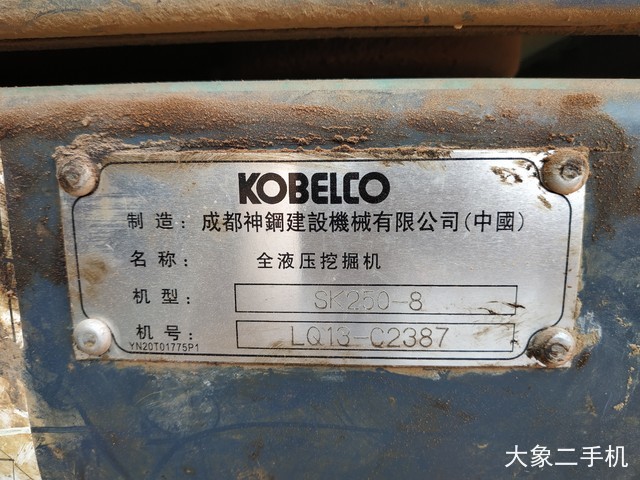 KOBELCO
制造：成都神鋼建設機械有限公司(中國)
名称：全液压挖掘机
机型：SK250-8
机号：LQ13-C2387
YN20T01775P1
大象二手机